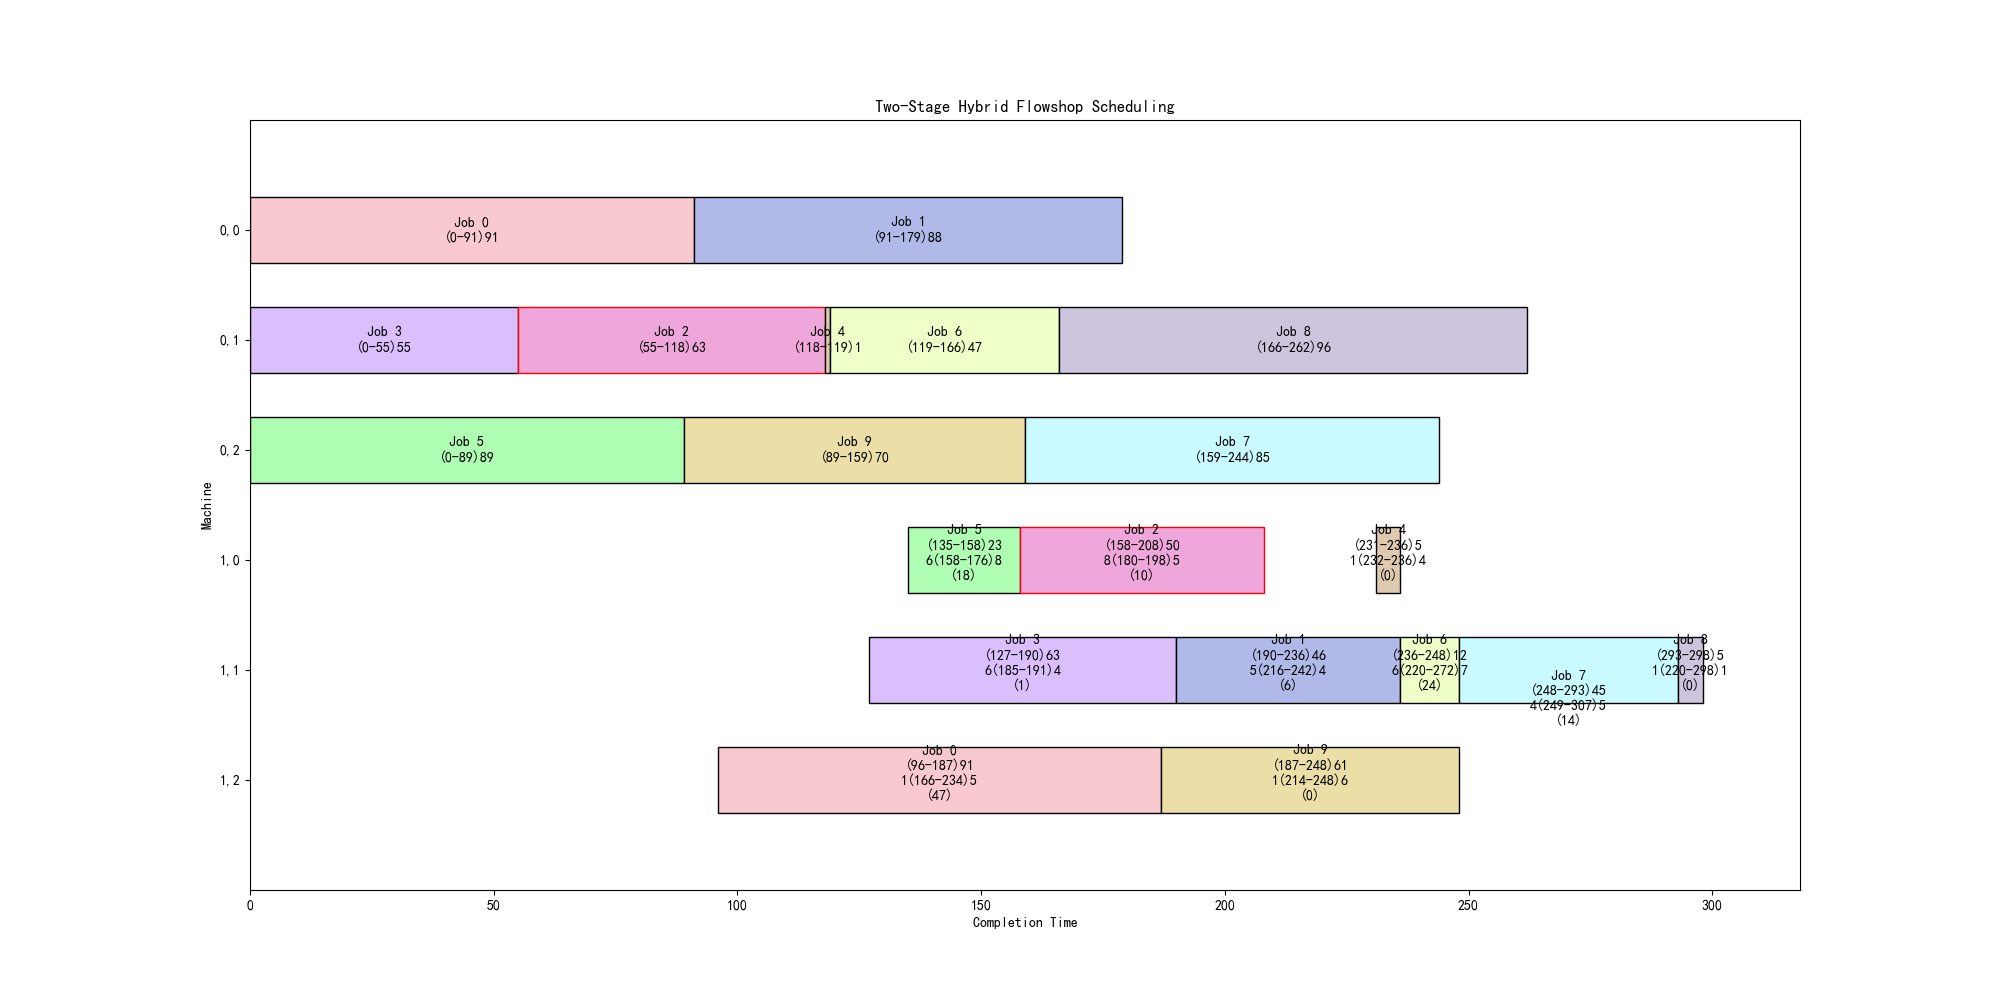 Two-Stage Hybrid Flowshop Scheduling
0,0
Job 0
(0-91)91
Job 1
(91-179)88
0,1
Job 3
(0-55)55
Job 2
(55-118)63
Job 4
(118-119)1
Job 6
(119-166)47
Job 8
(166-262)96
0,2
Job 5
(0-89)89
Job 9
(89-159)70
Job 7
(159-244)85
Machine
1,0
Job 5
(135-158)23
6(158-176)8
(18)
Job 2
(158-208)50
8(180-198)5
(10)
Job 4
(231-236)5
1(232-236)4
(0)
1,1
Job 3
(127-190)63
6(185-191)4
(1)
Job 1
(190-236)46
5(216-242)4
(6)
Job 6
(236-248)12
6(220-272)7
(24)
Job 7
(248-293)45
4(249-307)5
(14)
Job 8
(293-298)5
1(220-298)1
(0)
1,2
Job 0
(96-187)91
1(166-234)5
(47)
Job 9
(187-248)61
1(214-248)6
(0)
0
50
100
150
200
250
300
Completion Time